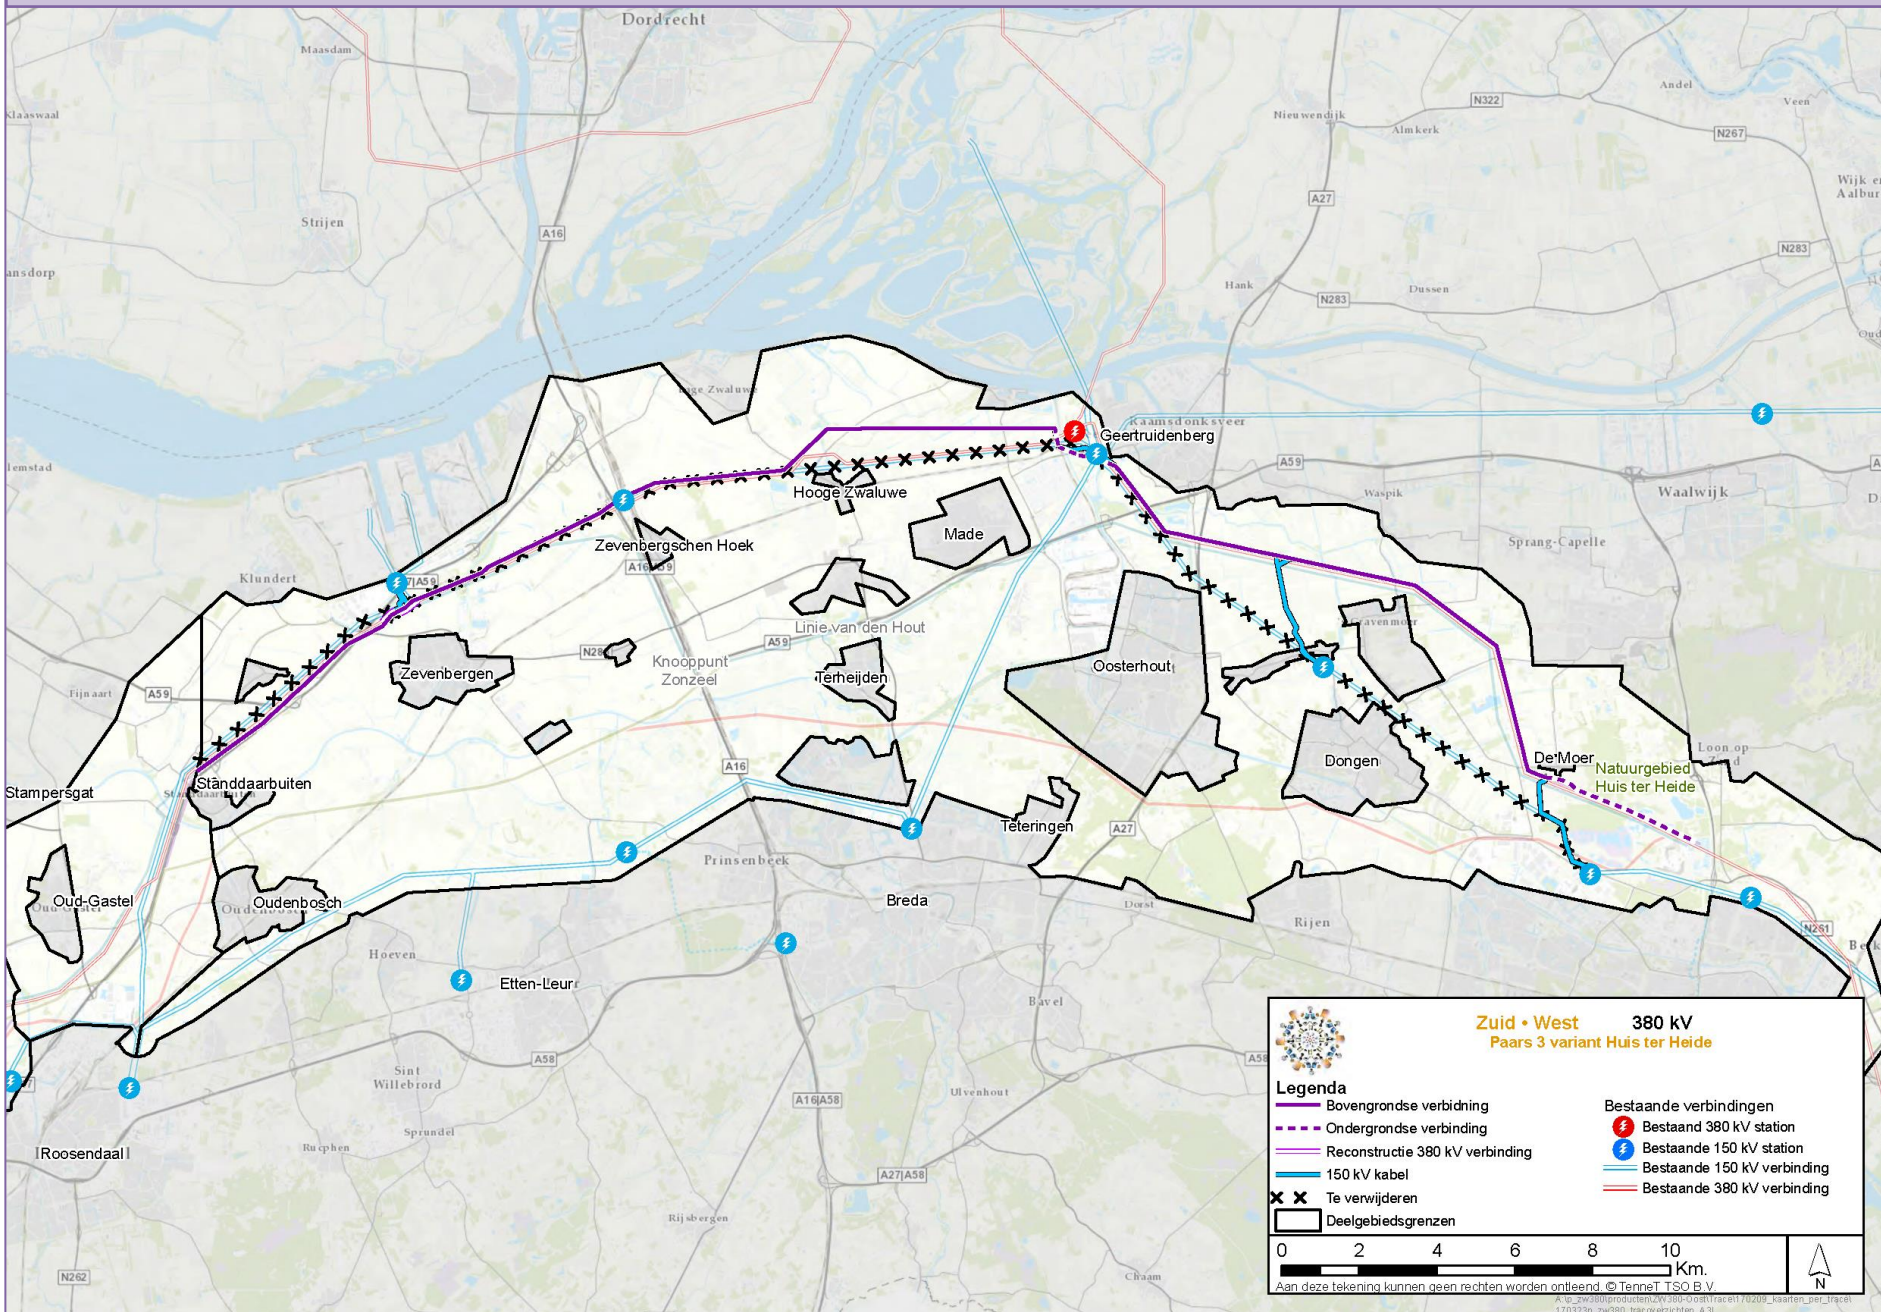 Dordrecht
Maasdam
Klaaswaal
Strijen
A16
ansdorp
Andel
Veen
N322
Nieuwendijk
Almkerk
N267
A27
Wijk e
Aalbur
N283
Hank
Dussen
N283
Raamsdonksveer
Geertruidenberg
A59
Waspik
Waalwijk
Sprang-Capelle
Hooge Zwaluwe
Made
Zevenbergschen Hoek
Klundert
Linie van den Hout
A59
Knooppunt
Zonzeel
Zevenbergen
Terheijden
Oosterhout
Fijnaart
A59
A16
Dongen
De Moer
Loon op
Natuurgebied
Huis ter Heide
Standdaarbuiten
Stampersgat
Teteringen
A27
Prinsenbeek
Oud-Gastel
Oudenbosch
Breda
Dorst
Rijen
N261
Hoeven
Etten-Leur
Bavel
A58
A58
Sint
Willebrord
A16|A58
Ulvenhout
Sprundel
Rucphen
Roosendaal
A27|A58
Rijsbergen
N262
Chaam
Zuid • West 380 kV
Paars 3 variant Huis ter Heide
Legenda
Bovengrondse verbidning
Ondergrondse verbinding
Reconstructie 380 kV verbinding
150 kV kabel
Te verwijderen
Deelgebiedsgrenzen
Bestaande verbindingen
Bestaand 380 kV station
Bestaande 150 kV station
Bestaande 150 kV verbinding
Bestaande 380 kV verbinding
0 2 4 6 8 10
Km.
N
Aan deze tekening kunnen geen rechten worden ontleend. © TenneT TSO B.V.